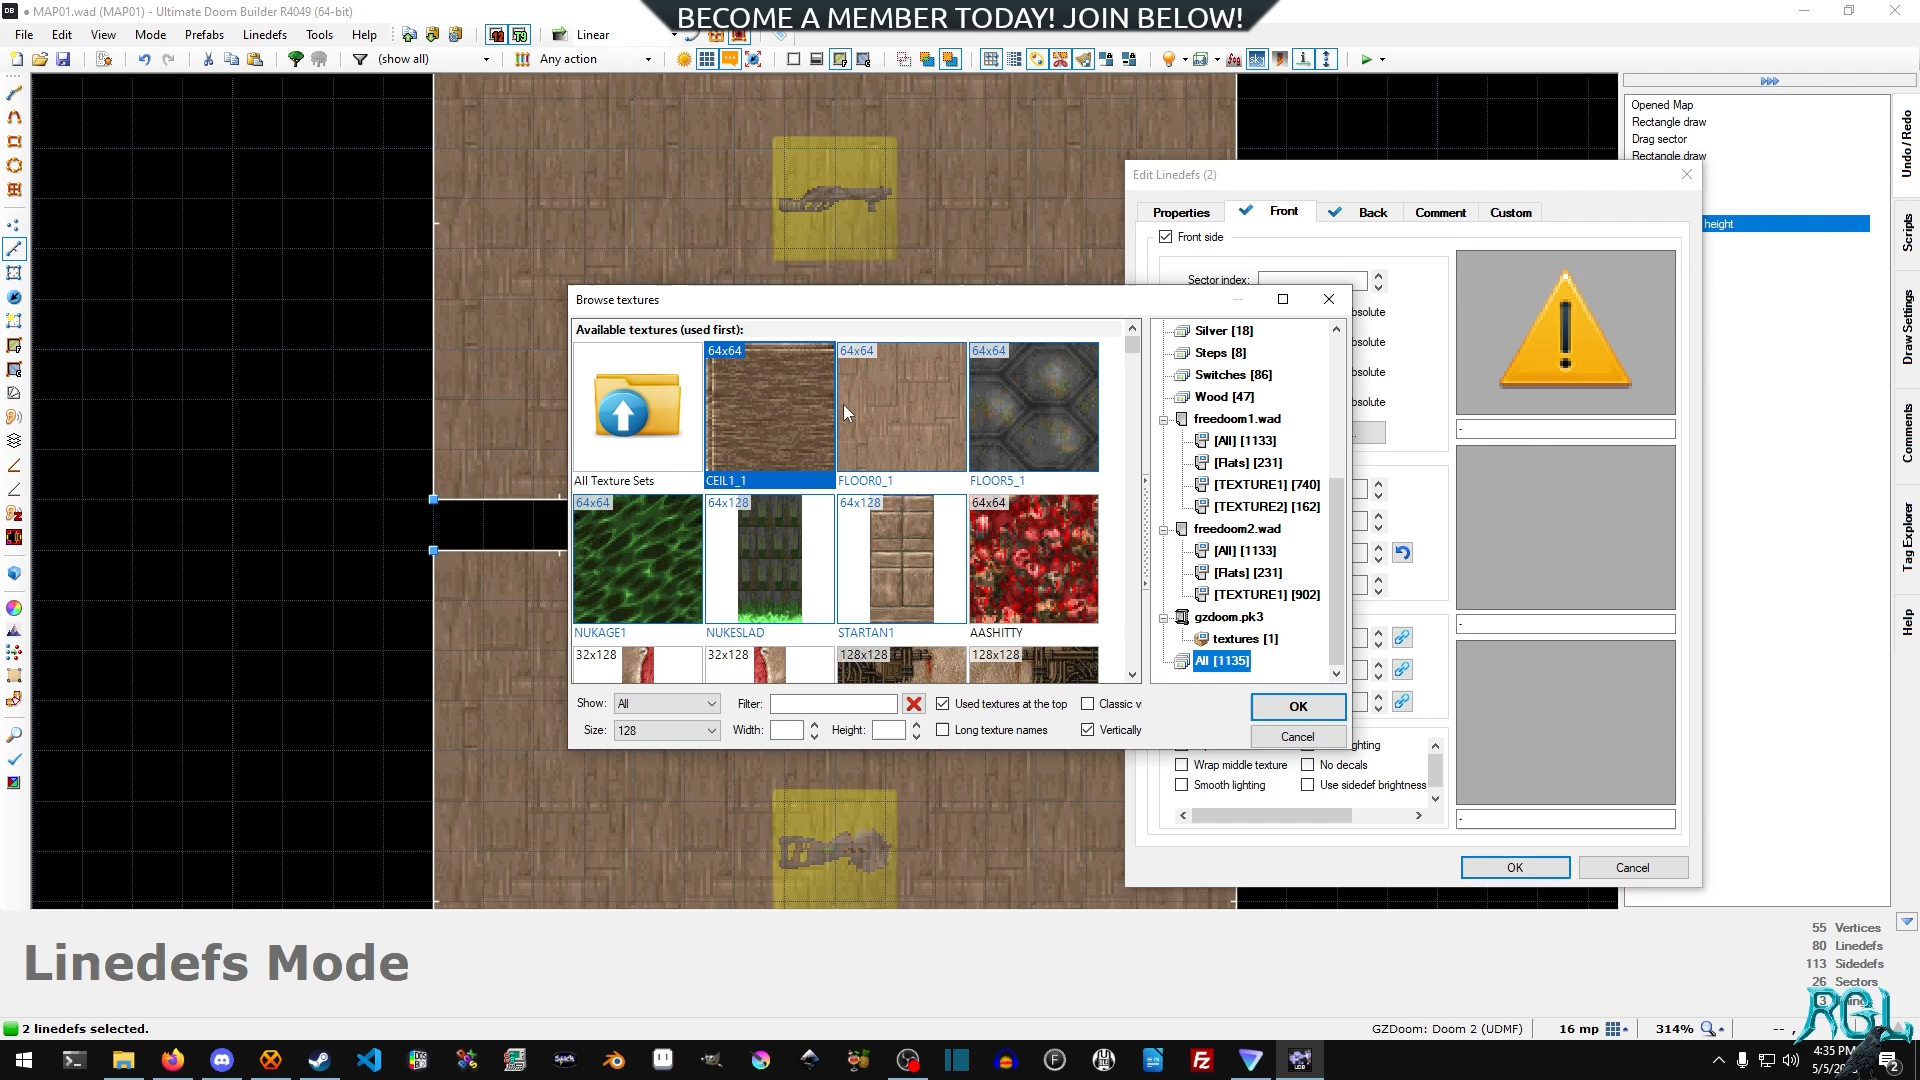 MAP01.wad (MAP01) - Ultimate Doom Builder R4049 (64-bit)
BECOME A MEMBER TODAY! JOIN BELOW!
File Edit View Mode Prefabs Linedefs Tools Help
Linear
(show all)
Any action
Opened Map
Rectangle draw
Drag sector
Rectangle draw
height
Undo / Redo
Scripts
Draw Settings
Comments
Tag Explorer
Help
Edit Linedefs (2)
Properties Front Back Comment Custom
Front side
Sector index:
bsolute
bsolute
bsolute
bsolute
-
-
-
ghting
Wrap middle texture No decals
Smooth lighting Use sidedef brightness
OK Cancel
Browse textures
Available textures (used first):
64x64 64x64 64x64
All Texture Sets CEIL1_1 FLOOR0_1 FLOOR5_1
64x64 64x128 64x128 64x64
NUKAGE1 NUKESLAD STARTAN1 AASHITTY
32x128 32x128 128x128 128x128
Silver [18]
Steps [8]
Switches [86]
Wood [47]
freedoom1.wad
[All] [1133]
[Flats] [231]
[TEXTURE1] [740]
[TEXTURE2] [162]
freedoom2.wad
[All] [1133]
[Flats] [231]
[TEXTURE1] [902]
gzdoom.pk3
textures [1]
All [1135]
Show: All Filter: Used textures at the top Classic v
Size: 128 Width: Height: Long texture names Vertically
OK
Cancel
Linedefs Mode
55 Vertices
80 Linedefs
113 Sidedefs
26 Sectors
3
RGL
2 linedefs selected.
GZDoom: Doom 2 (UDMF) 16 mp 314% --,
4:35 PM